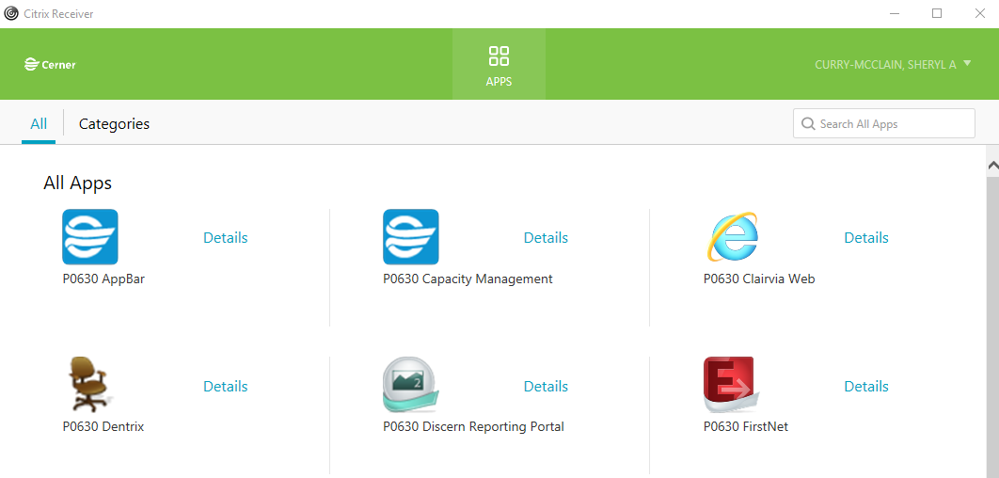 Citrix Receiver
Cerner
APPS
CURRY-MCCLAIN, SHERYL A
All
Categories
Search All Apps
All Apps
Details
Details
Details
P0630 AppBar
P0630 Capacity Management
P0630 Clairvia Web
Details
2
Details
E
Details
P0630 Dentrix
P0630 Discern Reporting Portal
P0630 FirstNet